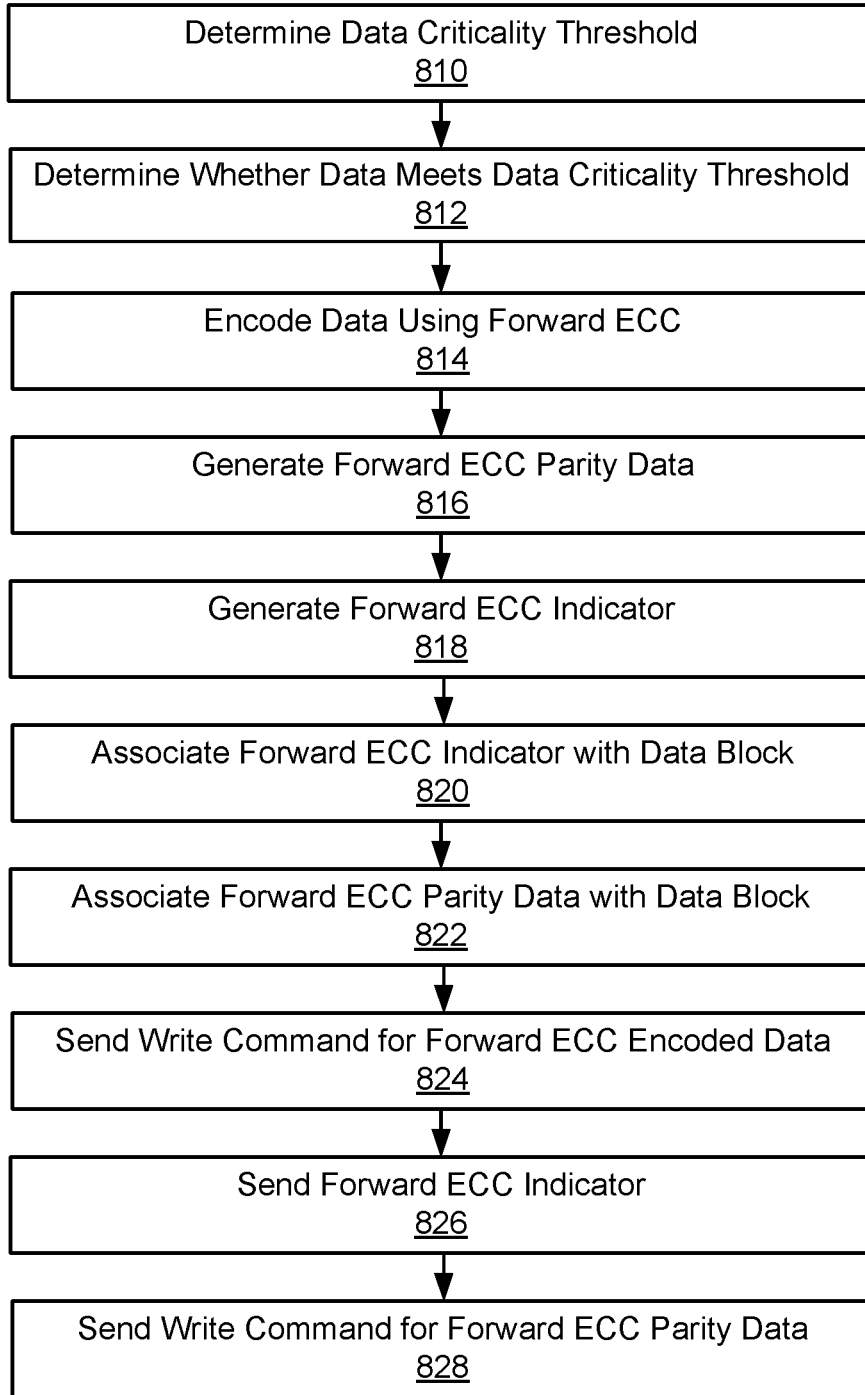 Determine Data Criticality Threshold
810
Determine Whether Data Meets Data Criticality Threshold
812
Encode Data Using Forward ECC
814
Generate Forward ECC Parity Data
816
Generate Forward ECC Indicator
818
Associate Forward ECC Indicator with Data Block
820
Associate Forward ECC Parity Data with Data Block
822
Send Write Command for Forward ECC Encoded Data
824
Send Forward ECC Indicator
826
Send Write Command for Forward ECC Parity Data
828